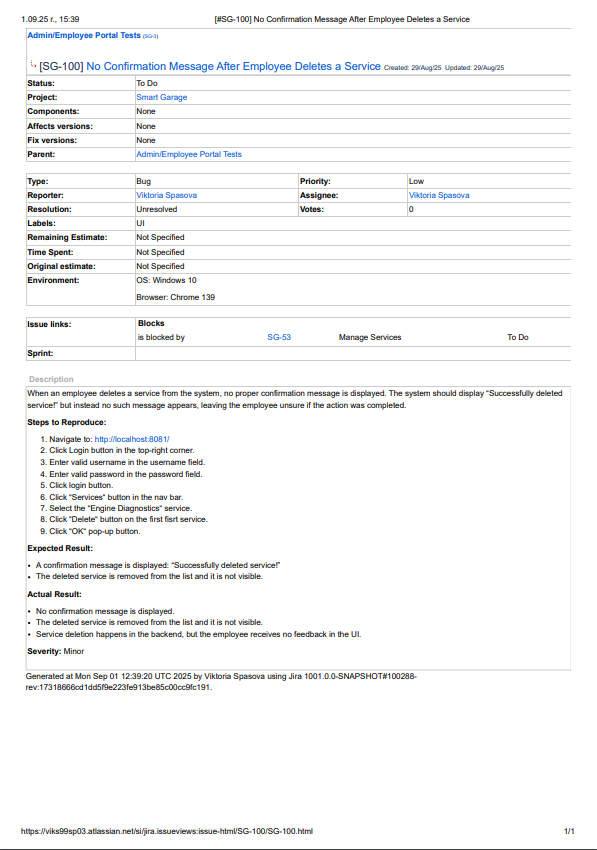 1.09.25 г., 15:39 [#SG-100] No Confirmation Message After Employee Deletes a Service
Admin/Employee Portal Tests (SG-3)
[SG-100] No Confirmation Message After Employee Deletes a Service Created: 29/Aug/25 Updated: 29/Aug/25
Status: To Do
Project: Smart Garage
Components: None
Affects versions: None
Fix versions: None
Parent: Admin/Employee Portal Tests
Type: Bug Priority: Low
Reporter: Viktoria Spasova Assignee: Viktoria Spasova
Resolution: Unresolved Votes: 0
Labels: UI
Remaining Estimate: Not Specified
Time Spent: Not Specified
Original estimate: Not Specified
Environment: OS: Windows 10
Browser: Chrome 139
Issue links: Blocks
is blocked by SG-53 Manage Services To Do
Sprint:
Description
When an employee deletes a service from the system, no proper confirmation message is displayed. The system should display "Successfully deleted
service!" but instead no such message appears, leaving the employee unsure if the action was completed.
Steps to Reproduce:
1. Navigate to: http://localhost:8081/
2. Click Login button in the top-right corner.
3. Enter valid username in the username field.
4. Enter valid password in the password field.
5. Click login button.
6. Click "Services" button in the nav bar.
7. Select the "Engine Diagnostics" service.
8. Click "Delete" button on the first fisrt service.
9. Click "OK" pop-up button.
Expected Result:
• A confirmation message is displayed: "Successfully deleted service!"
• The deleted service is removed from the list and it is not visible.
Actual Result:
• No confirmation message is displayed.
• The deleted service is removed from the list and it is not visible.
• Service deletion happens in the backend, but the employee receives no feedback in the UI.
Severity: Minor
Generated at Mon Sep 01 12:39:20 UTC 2025 by Viktoria Spasova using Jira 1001.0.0-SNAPSHOT#100288-
rev:17318666cd1dd5f9e223fe913be85c00cc9fc191.
https://viks99sp03.atlassian.net/si/jira.issueviews:issue-html/SG-100/SG-100.html 1/1